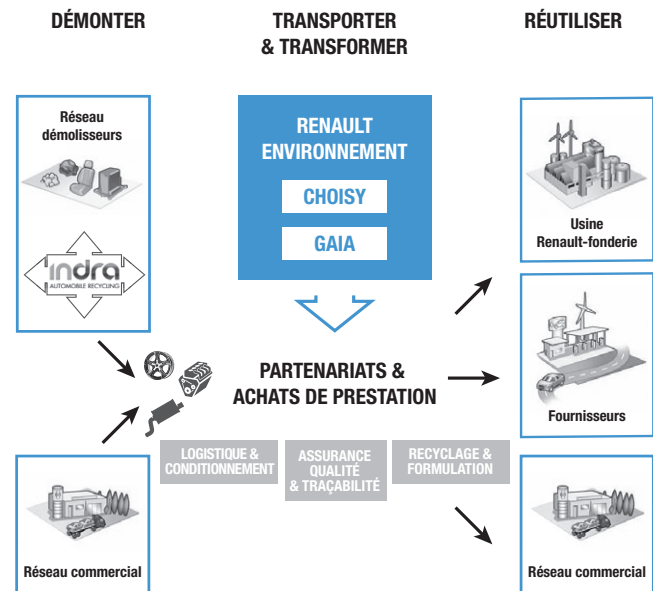 DÉMONTER
TRANSPORTER
& TRANSFORMER
RÉUTILISER
Réseau
démolisseurs
indra
AUTOMOBILE RECYCLING
RENAULT
ENVIRONNEMENT
CHOISY
GAIA
Usine
Renault-fonderie
PARTENARIATS &
ACHATS DE PRESTATION
Fournisseurs
LOGISTIQUE &
CONDITIONNEMENT
ASSURANCE
QUALITÉ
& TRAÇABILITÉ
RECYCLAGE &
FORMULATION
Réseau commercial
Réseau commercial